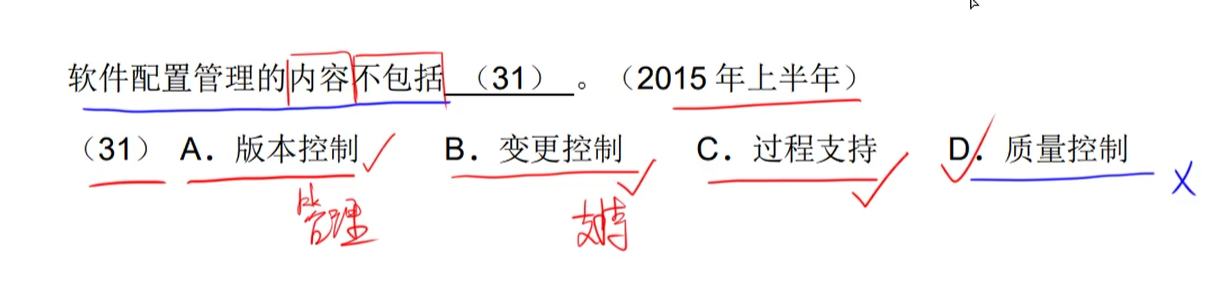 软件配置管理的内容不包括（31）。（2015 年上半年）
（31） A．版本控制 B．变更控制 C．过程支持 D．质量控制
管理 支持